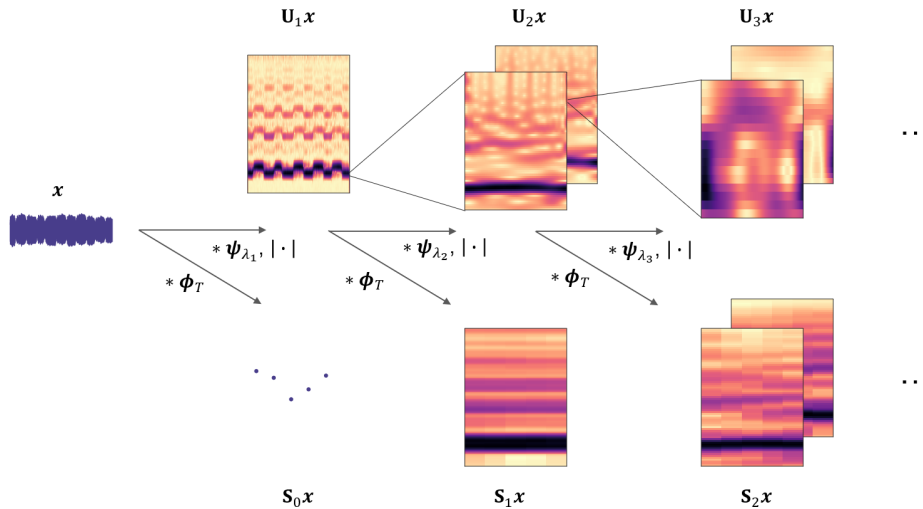 U₁x U₂x U₃x
x
* ψ_λ₁, |·| * ψ_λ₂, |·| * ψ_λ₃, |·|
* ϕ_T * ϕ_T * ϕ_T
S₀x S₁x S₂x